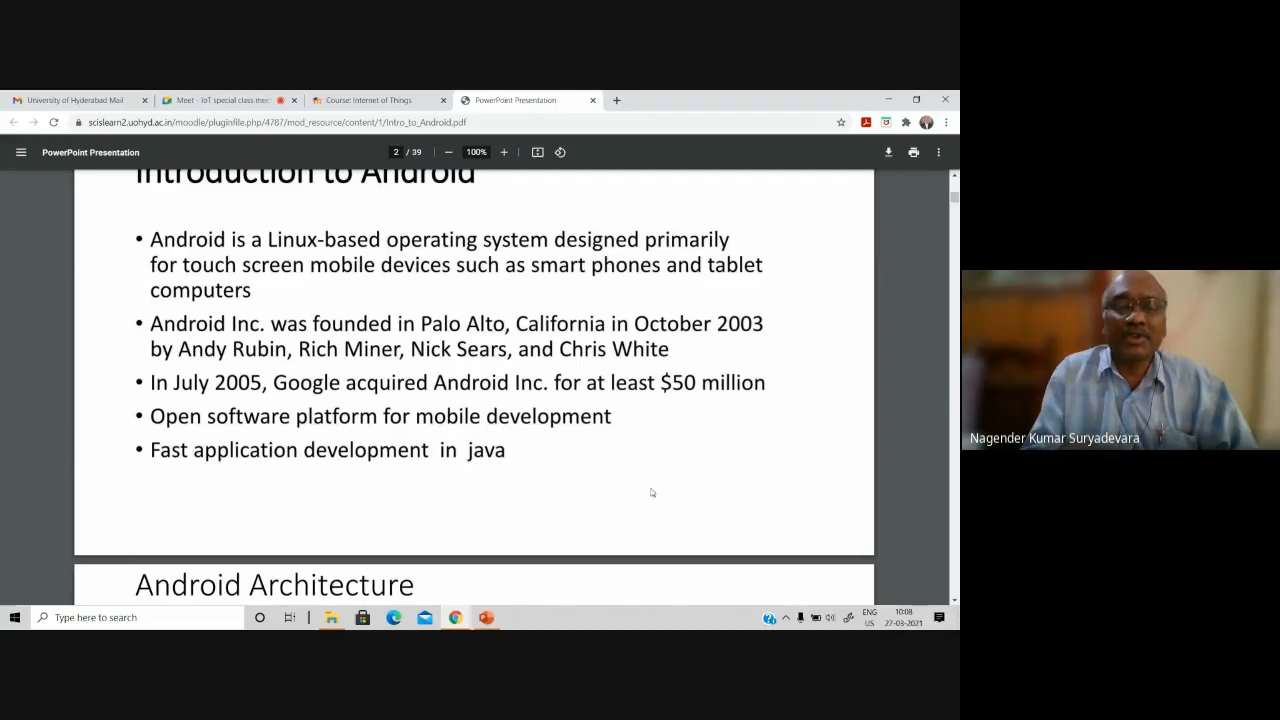 University of Hyderabad Mail
Meet - IoT special class mee
Course: Internet of Things
PowerPoint Presentation
scislearn2.uohyd.ac.in/moodle/pluginfile.php/4787/mod_resource/content/1/Intro_to_Android.pdf
PowerPoint Presentation
2 / 39
100%
Introduction to Android
• Android is a Linux-based operating system designed primarily
for touch screen mobile devices such as smart phones and tablet
computers
• Android Inc. was founded in Palo Alto, California in October 2003
by Andy Rubin, Rich Miner, Nick Sears, and Chris White
• In July 2005, Google acquired Android Inc. for at least $50 million
• Open software platform for mobile development
• Fast application development in java
Android Architecture
Nagender Kumar Suryadevara
Type here to search
ENG
US
10:08
27-03-2021